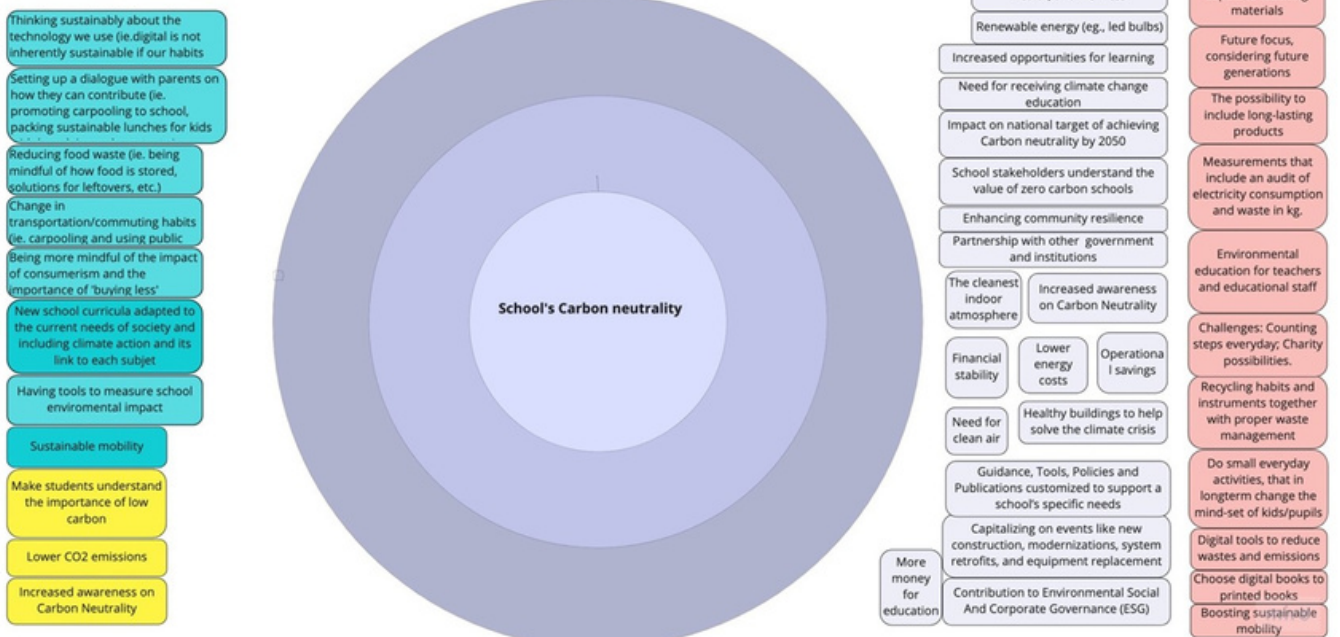 Thinking sustainably about the
technology we use (ie.digital is not
inherently sustainable if our habits
Setting up a dialogue with parents on
how they can contribute (ie.
promoting carpooling to school,
packing sustainable lunches for kids
Reducing food waste (ie. being
mindful of how food is stored,
solutions for leftovers, etc.)
Change in
transportation/commuting habits
(ie. carpooling and using public
Being more mindful of the impact
of consumerism and the
importance of 'buying less'
New school curricula adapted to
the current needs of society and
including climate action and its
link to each subjet
Having tools to measure school
enviromental impact
Sustainable mobility
Make students understand
the importance of low
carbon
Lower CO2 emissions
Increased awareness on
Carbon Neutrality
School's Carbon neutrality
Renewable energy (eg., led bulbs)
Increased opportunities for learning
Need for receiving climate change
education
Impact on national target of achieving
Carbon neutrality by 2050
School stakeholders understand the
value of zero carbon schools
Enhancing community resilience
Partnership with other government
and institutions
The cleanest
indoor
atmosphere
Increased awareness
on Carbon Neutrality
Financial
stability
Lower
energy
costs
Operationa
l savings
Need for
clean air
Healthy buildings to help
solve the climate crisis
Guidance, Tools, Policies and
Publications customized to support a
school's specific needs
Capitalizing on events like new
construction, modernizations, system
retrofits, and equipment replacement
More
money
for
education
Contribution to Environmental Social
And Corporate Governance (ESG)
materials
Future focus,
considering future
generations
The possibility to
include long-lasting
products
Measurements that
include an audit of
electricity consumption
and waste in kg.
Environmental
education for teachers
and educational staff
Challenges: Counting
steps everyday; Charity
possibilities.
Recycling habits and
instruments together
with proper waste
management
Do small everyday
activities, that in
longterm change the
mind-set of kids/pupils
Digital tools to reduce
wastes and emissions
Choose digital books to
printed books
Boosting sustainable
mobility